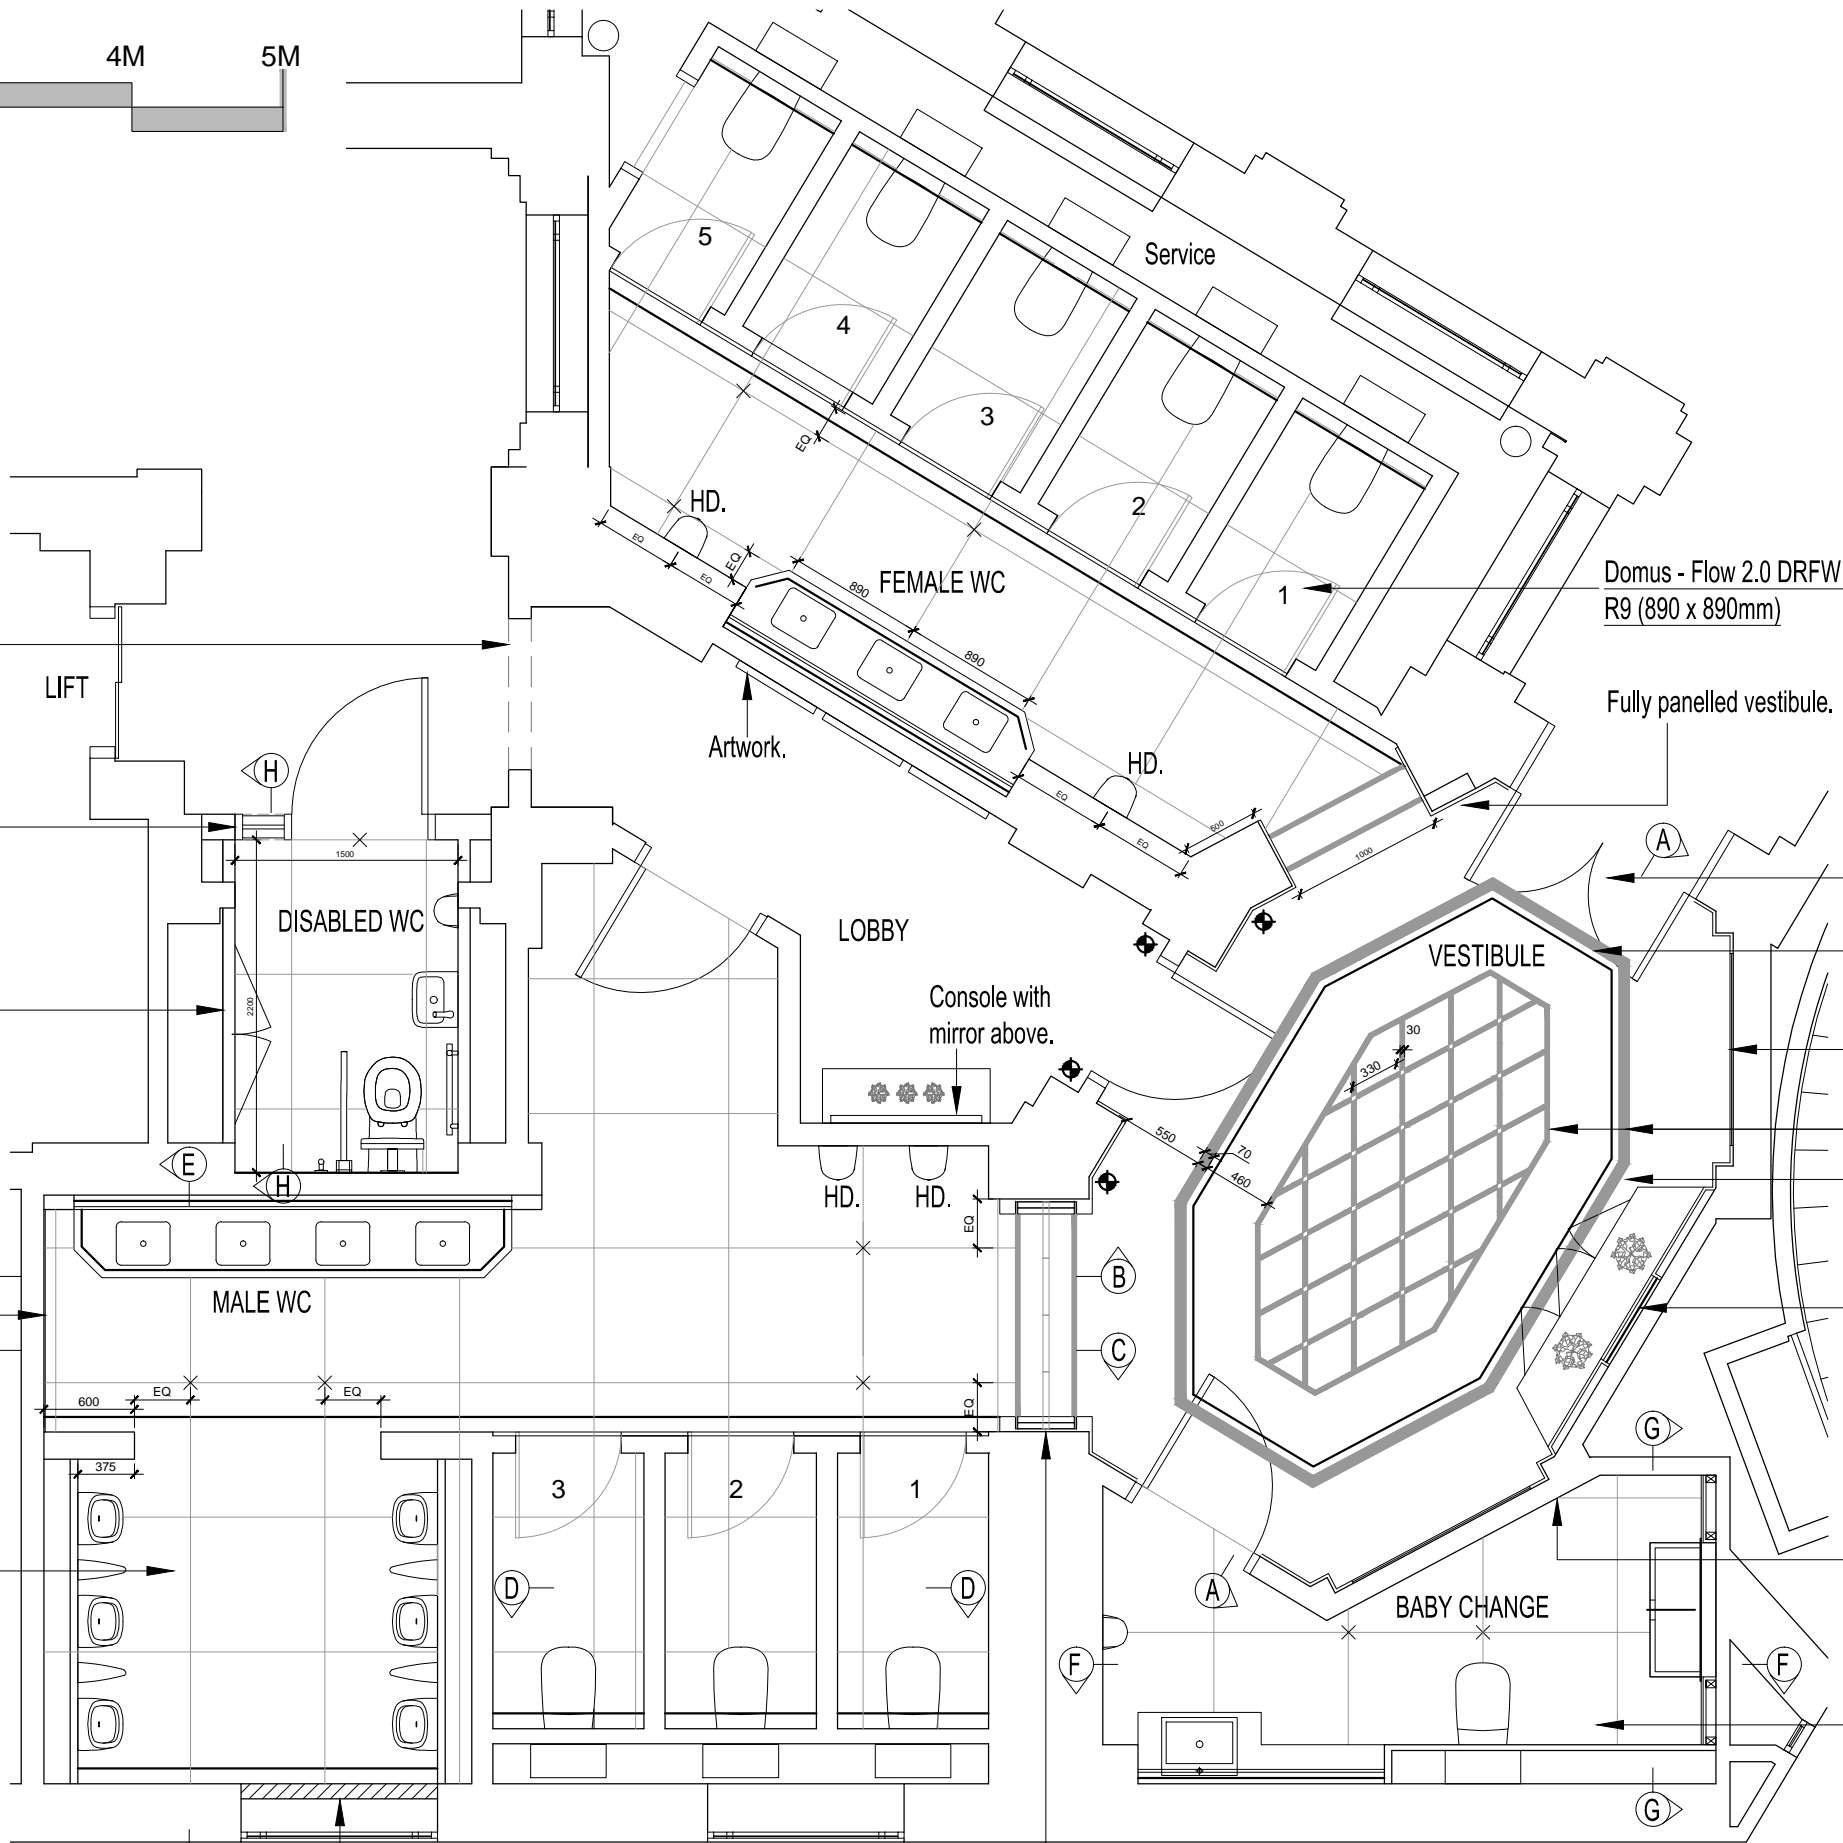 4M
5M
Service
5
4
3
2
1
HD.
EQ
EQ
EQ
EQ
890
FEMALE WC
890
Domus - Flow 2.0 DRFW
R9 (890 x 890mm)
LIFT
Fully panelled vestibule.
Artwork.
HD.
EQ
EQ
500
1000
H
A
1500
2200
DISABLED WC
LOBBY
VESTIBULE
Console with
mirror above.
30
330
550
70
460
E
H
HD.
HD.
EQ
B
MALE WC
C
600
EQ
EQ
EQ
375
G
3
2
1
D
D
A
BABY CHANGE
F
F
G